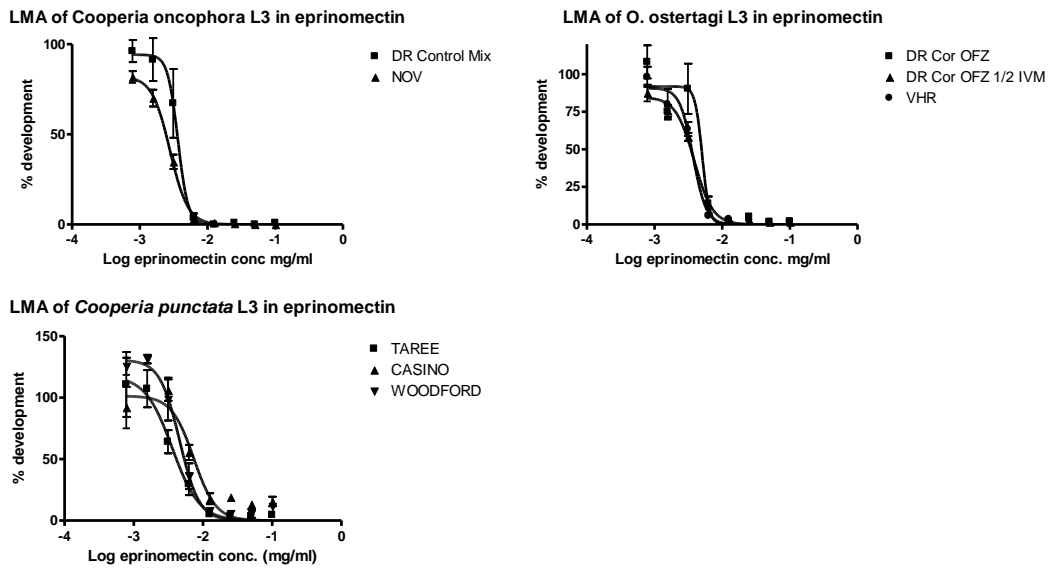 LMA of Cooperia oncophora L3 in eprinomectin
100
50
0
% development
-4
-3
-2
-1
0
Log eprinomectin conc mg/ml
DR Control Mix
NOV
LMA of O. ostertagi L3 in eprinomectin
100
75
50
25
0
% development
-4
-3
-2
-1
0
Log eprinomectin conc. mg/ml
DR Cor OFZ
DR Cor OFZ 1/2 IVM
VHR
LMA of Cooperia punctata L3 in eprinomectin
150
100
50
0
% development
-4
-3
-2
-1
0
Log eprinomectin conc. (mg/ml)
TAREE
CASINO
WOODFORD